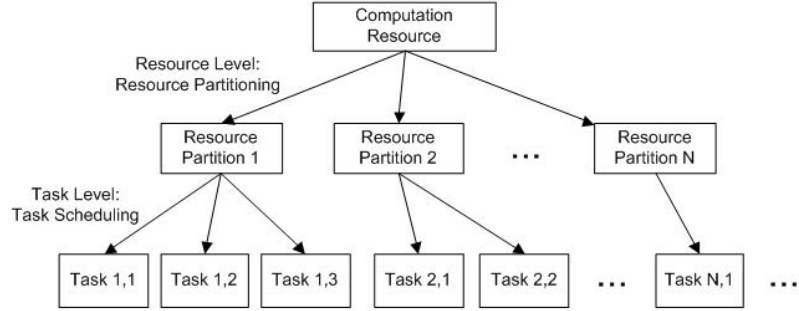 Computation
Resource
Resource Level:
Resource Partitioning
Resource
Partition 1
Resource
Partition 2
...
Resource
Partition N
Task Level:
Task Scheduling
Task 1,1
Task 1,2
Task 1,3
Task 2,1
Task 2,2
...
Task N,1
...